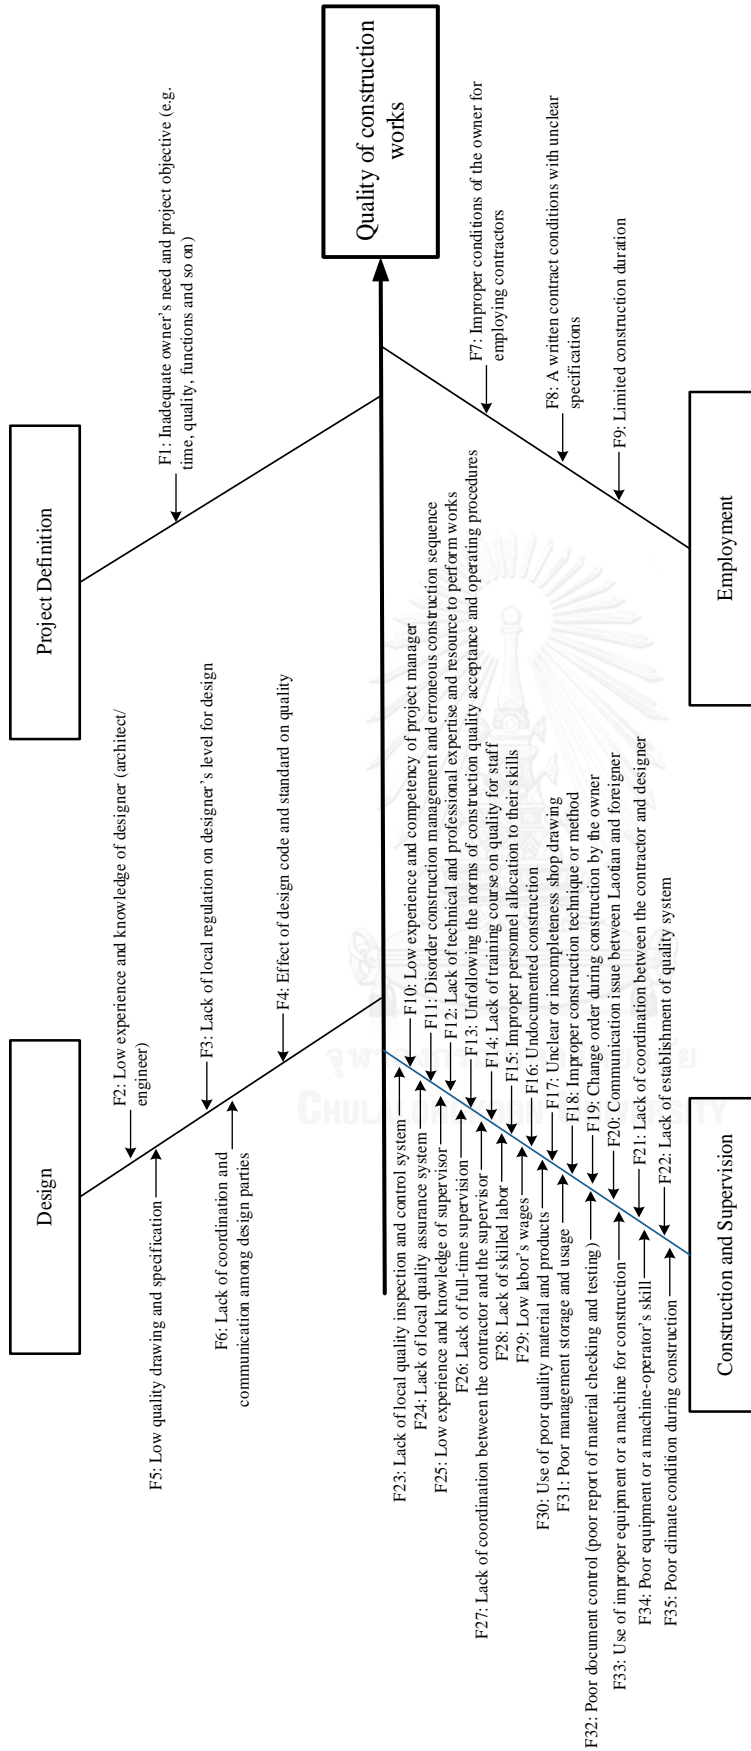 Design
Project Definition
F2: Low experience and knowledge of designer (architect/
engineer)
F3: Lack of local regulation on designer's level for design
F4: Effect of design code and standard on quality
F5: Low quality drawing and specification
F6: Lack of coordination and
communication among design parties
F1: Inadequate owner's need and project objective (e.g.
time, quality, functions and so on)
Quality of construction
works
F23: Lack of local quality inspection and control system
F24: Lack of local quality assurance system
F25: Low experience and knowledge of supervisor
F26: Lack of full-time supervision
F27: Lack of coordination between the contractor and the supervisor
F28: Lack of skilled labor
F29: Low labor's wages
F30: Use of poor quality material and products
F31: Poor management storage and usage
F32: Poor document control (poor report of material checking and testing)
F33: Use of improper equipment or a machine for construction
F34: Poor equipment or a machine-operator's skill
F35: Poor climate condition during construction
F10: Low experience and competency of project manager
F11: Disorder construction management and erroneous construction sequence
F12: Lack of technical and professional expertise and resource to perform works
F13: Unfollowing the norms of construction quality acceptance and operating procedures
F14: Lack of training course on quality for staff
F15: Improper personnel allocation to their skills
F16: Undocumented construction
F17: Unclear or incompleteness shop drawing
F18: Improper construction technique or method
F19: Change order during construction by the owner
F20: Communication issue between Laotian and foreigner
F21: Lack of coordination between the contractor and designer
F22: Lack of establishment of quality system
F7: Improper conditions of the owner for
employing contractors
F8: A written contract conditions with unclear
specifications
F9: Limited construction duration
Construction and Supervision
Employment